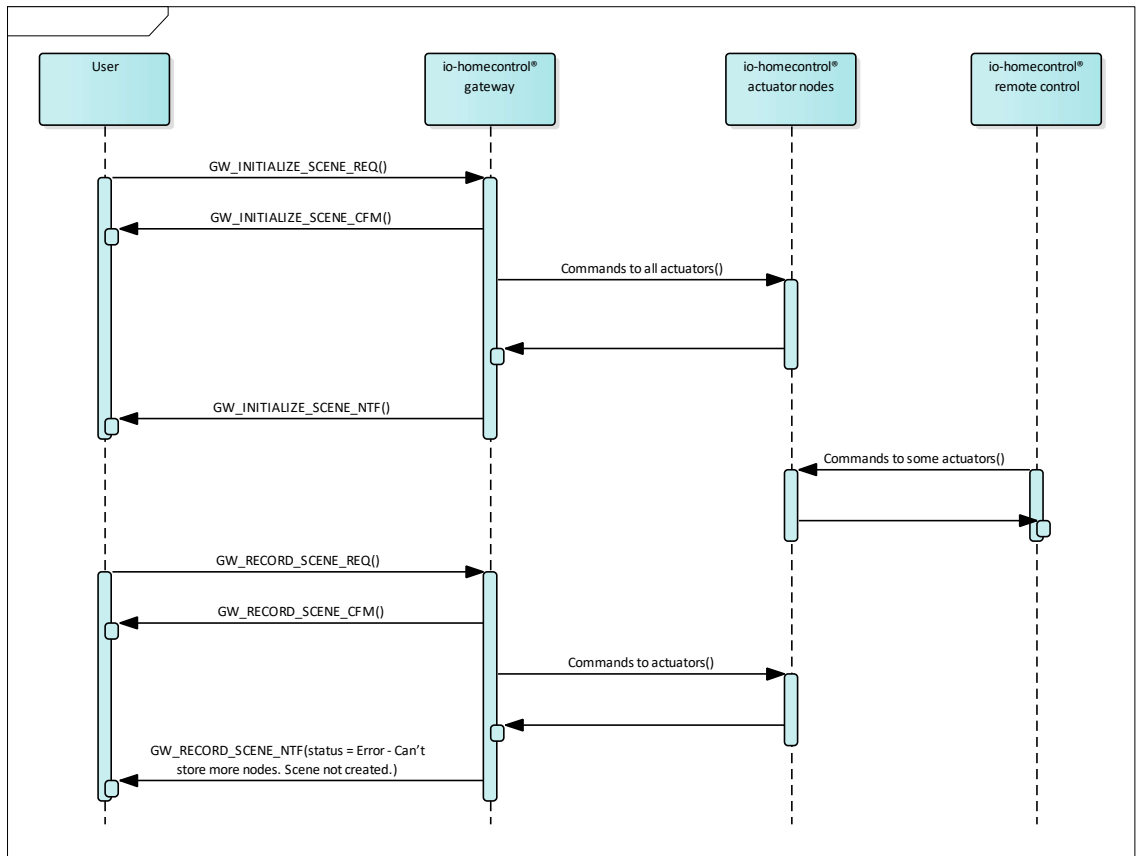 User
io-homecontrol®
gateway
io-homecontrol®
actuator nodes
io-homecontrol®
remote control
GW_INITIALIZE_SCENE_REQ()
GW_INITIALIZE_SCENE_CFM()
Commands to all actuators()
GW_INITIALIZE_SCENE_NTF()
Commands to some actuators()
GW_RECORD_SCENE_REQ()
GW_RECORD_SCENE_CFM()
Commands to actuators()
GW_RECORD_SCENE_NTF(status = Error - Can’t
store more nodes. Scene not created.)